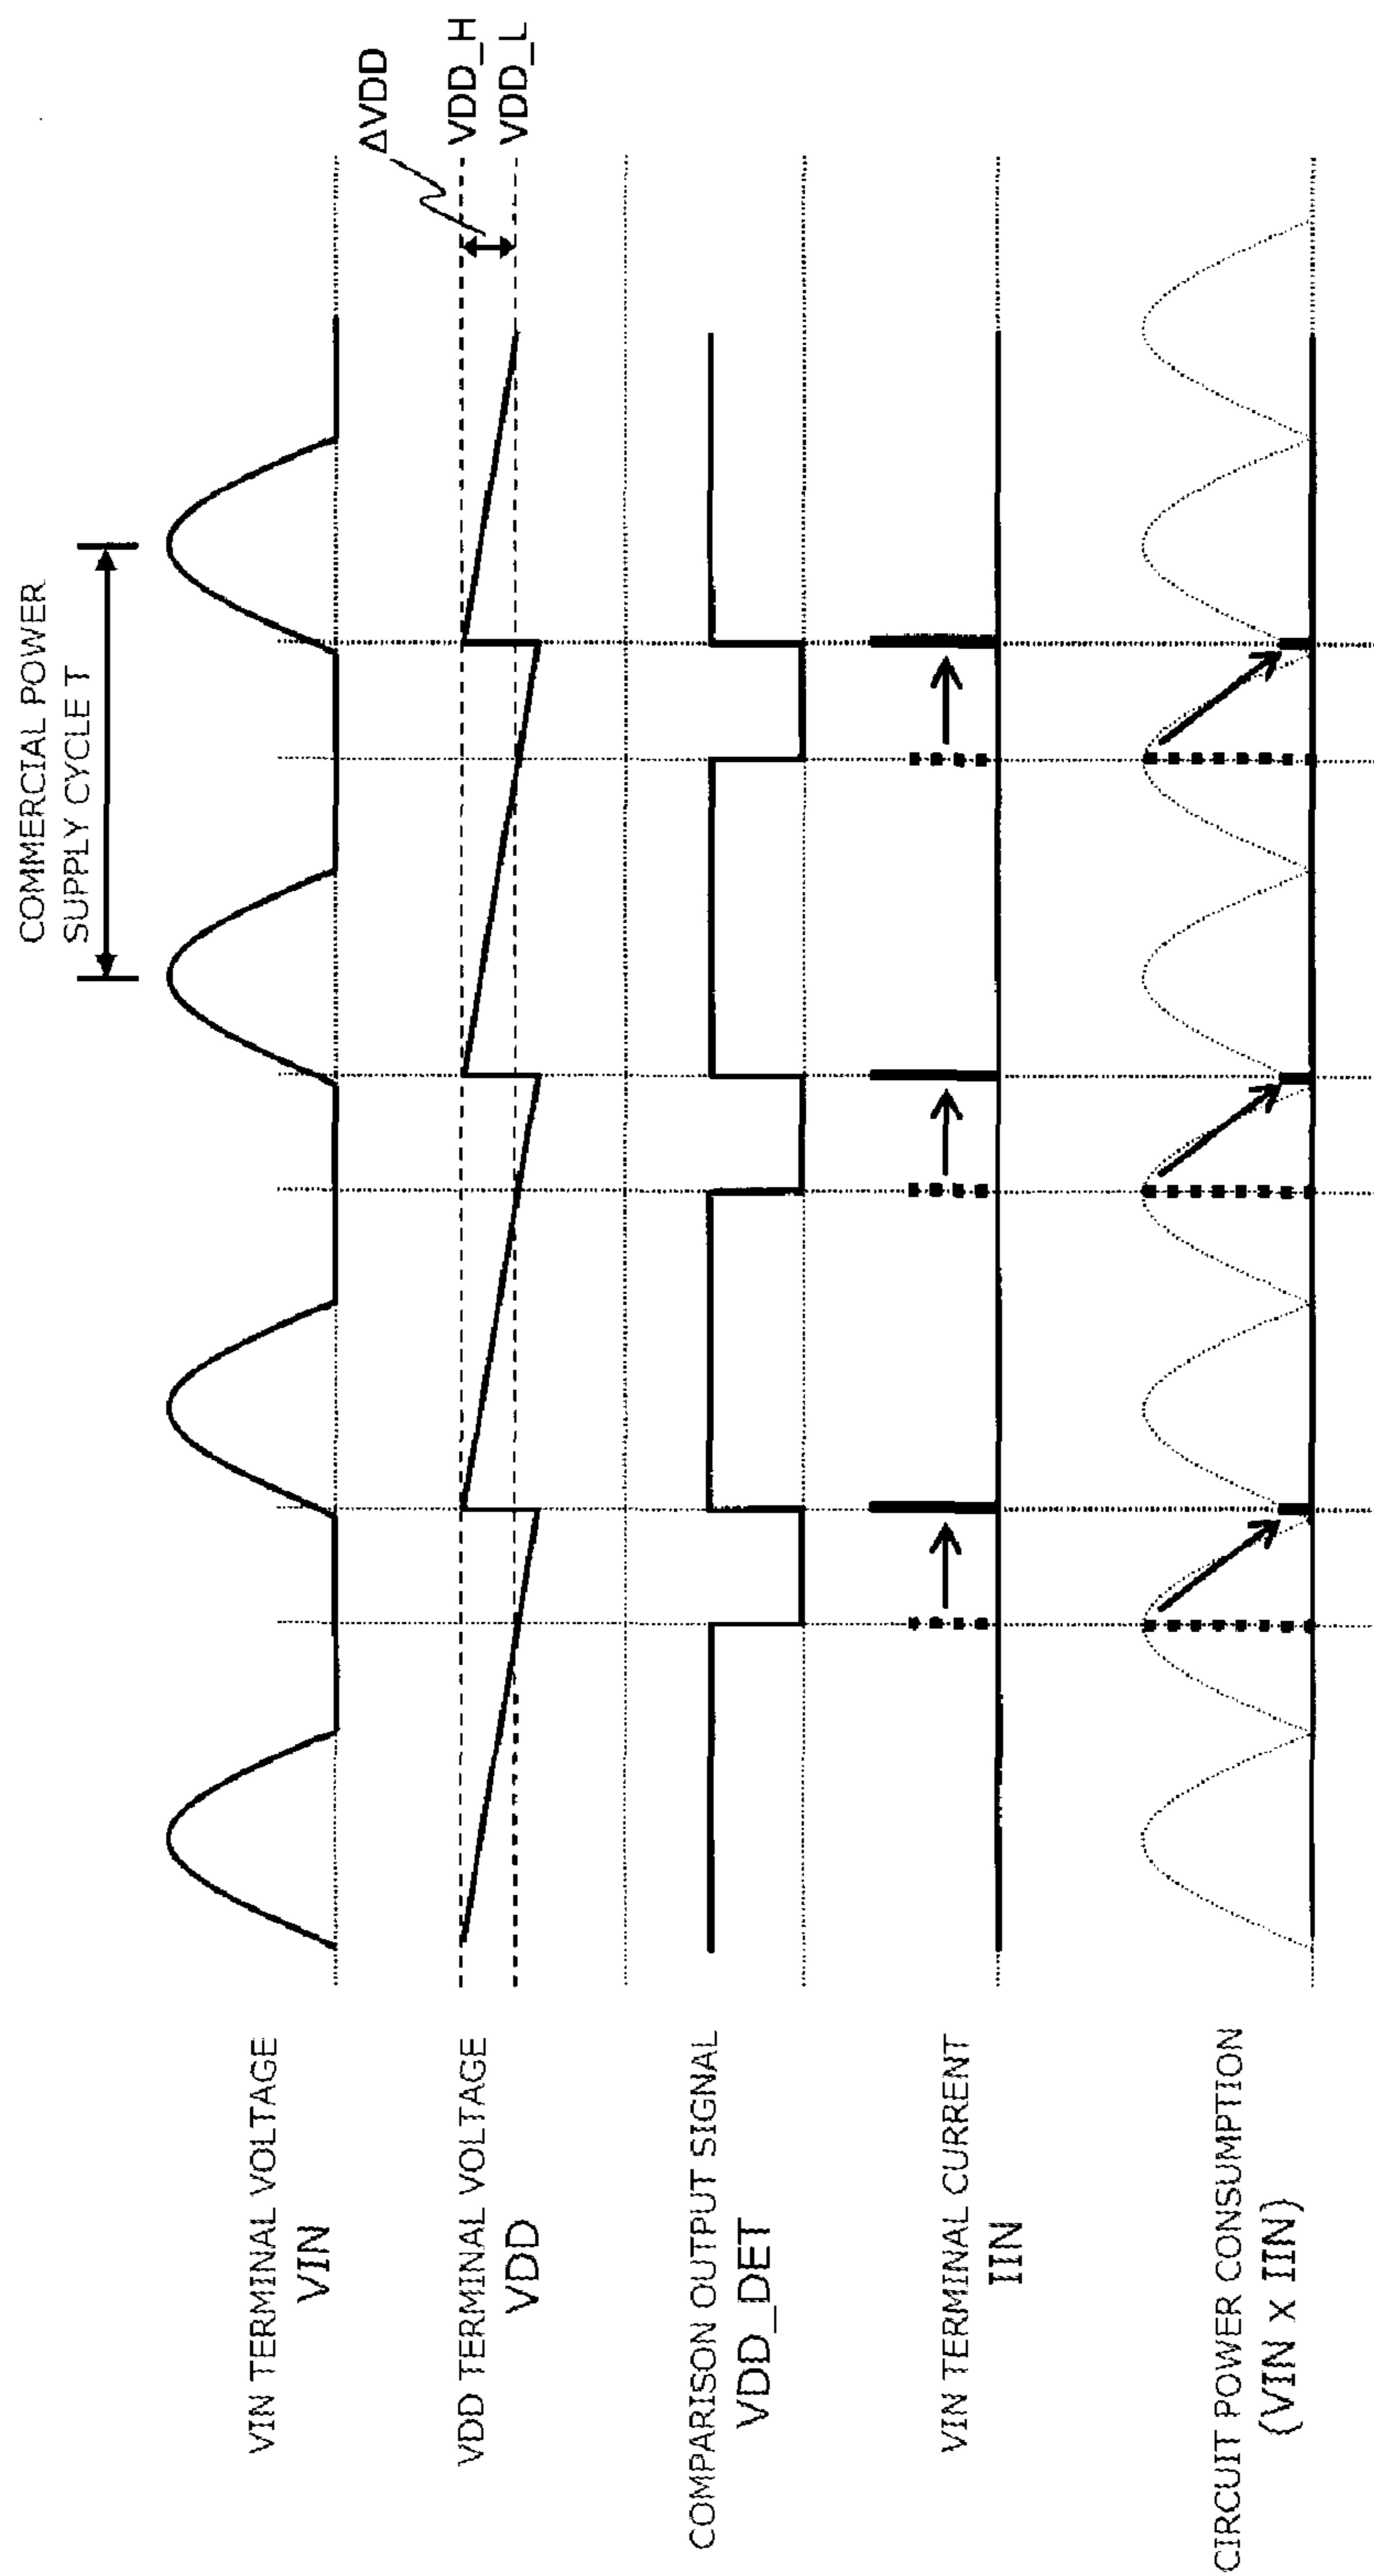 COMMERCIAL POWER
SUPPLY CYCLE T
VIN TERMINAL VOLTAGE
VIN
ΔVDD
VDD_H
VDD_L
VDD TERMINAL VOLTAGE
VDD
COMPARISON OUTPUT SIGNAL
VDD_DET
VIN TERMINAL CURRENT
IIN
CIRCUIT POWER CONSUMPTION
(VIN X IIN)